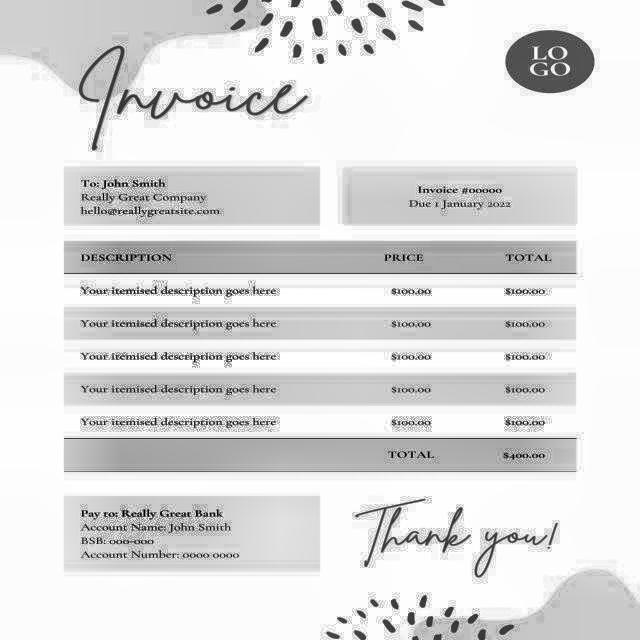 LO
GO
Invoice
To: John Smith
Really Great Company
hello@reallygreatsite.com
Invoice #00000
Due 1 January 2022
DESCRIPTION PRICE TOTAL
Your itemised description goes here $100.00 $100.00
Your itemised description goes here $100.00 $100.00
Your itemised description goes here $100.00 $100.00
Your itemised description goes here $100.00 $100.00
Your itemised description goes here $100.00 $100.00
TOTAL $400.00
Pay to: Really Great Bank
Account Name: John Smith
BSB: 000-000
Account Number: 0000 0000
Thank you!